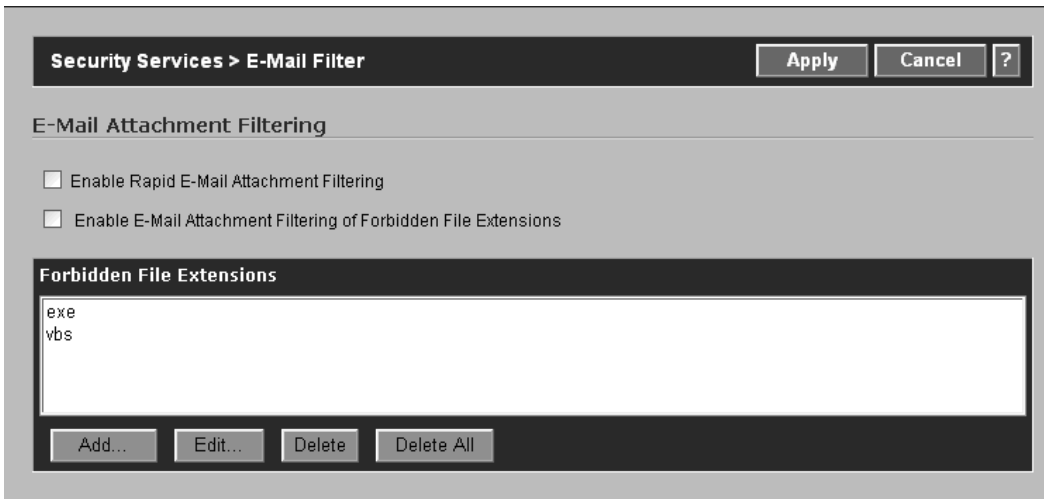 Security Services > E-Mail Filter
Apply Cancel ?
E-Mail Attachment Filtering
Enable Rapid E-Mail Attachment Filtering
Enable E-Mail Attachment Filtering of Forbidden File Extensions
Forbidden File Extensions
exe
vbs
Add... Edit... Delete Delete All